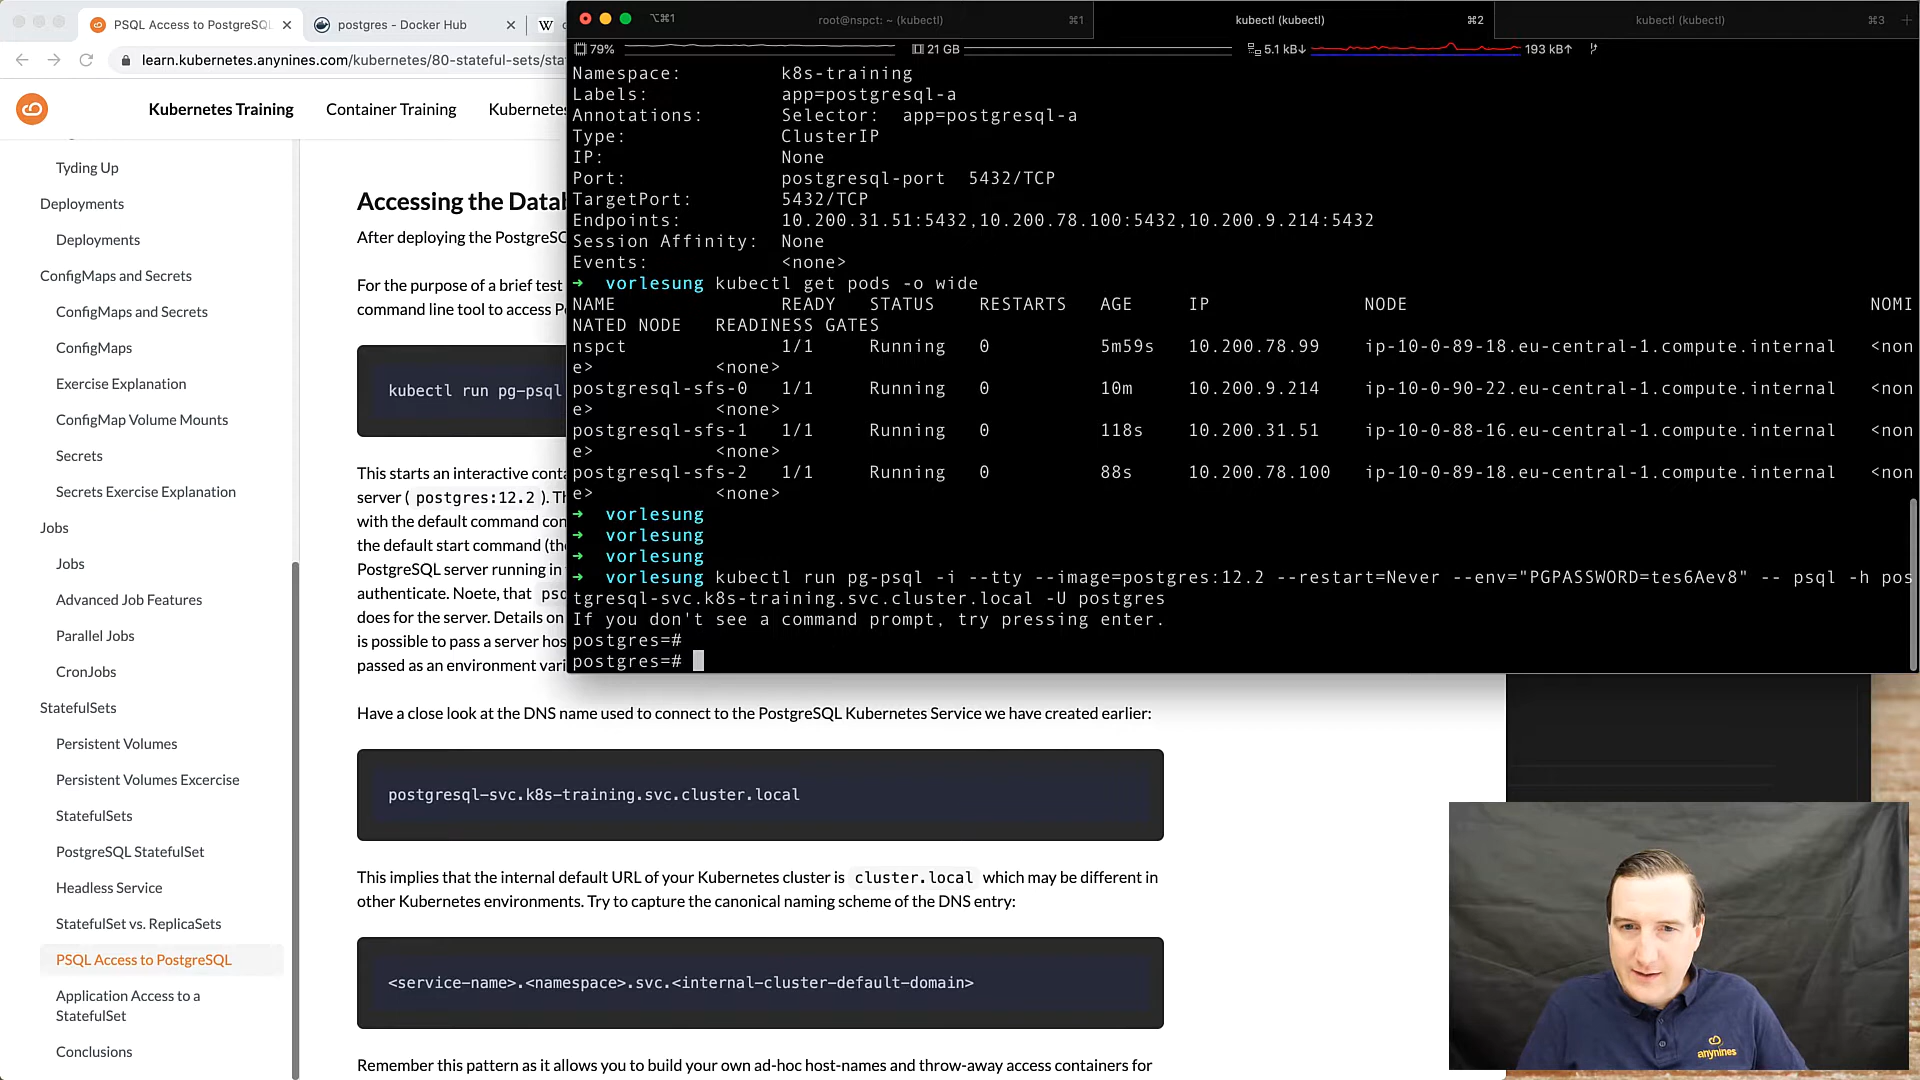 PSQL Access to PostgreSQL
postgres - Docker Hub
learn.kubernetes.anynines.com/kubernetes/80-stateful-sets/sta
Kubernetes Training
Container Training
Kubernetes
Tyding Up
Deployments
Deployments
ConfigMaps and Secrets
ConfigMaps and Secrets
ConfigMaps
Exercise Explanation
ConfigMap Volume Mounts
Secrets
Secrets Exercise Explanation
Jobs
Jobs
Advanced Job Features
Parallel Jobs
CronJobs
StatefulSets
Persistent Volumes
Persistent Volumes Excercise
StatefulSets
PostgreSQL StatefulSet
Headless Service
StatefulSet vs. ReplicaSets
PSQL Access to PostgreSQL
Application Access to a
StatefulSet
Conclusions
Accessing the Datab
After deploying the PostgreSQ
For the purpose of a brief test
command line tool to access P
kubectl run pg-psql
This starts an interactive conta
server ( postgres:12.2 ). Th
with the default command con
the default start command (the
PostgreSQL server running in
authenticate. Noete, that psq
does for the server. Details on
is possible to pass a server hos
passed as an environment vari
Have a close look at the DNS name used to connect to the PostgreSQL Kubernetes Service we have created earlier:
postgresql-svc.k8s-training.svc.cluster.local
This implies that the internal default URL of your Kubernetes cluster is cluster.local which may be different in
other Kubernetes environments. Try to capture the canonical naming scheme of the DNS entry:
<service-name>.<namespace>.svc.<internal-cluster-default-domain>
Remember this pattern as it allows you to build your own ad-hoc host-names and throw-away access containers for
⌥⌘1
root@nspct: ~ (kubectl) ⌘1
kubectl (kubectl) ⌘2
kubectl (kubectl) ⌘3
79% 21 GB 5.1 kB↓ 193 kB↑
Namespace: k8s-training
Labels: app=postgresql-a
Annotations: Selector: app=postgresql-a
Type: ClusterIP
IP: None
Port: postgresql-port 5432/TCP
TargetPort: 5432/TCP
Endpoints: 10.200.31.51:5432,10.200.78.100:5432,10.200.9.214:5432
Session Affinity: None
Events: <none>
➜ vorlesung kubectl get pods -o wide
NAME READY STATUS RESTARTS AGE IP NODE NOMI
NATED NODE READINESS GATES
nspct 1/1 Running 0 5m59s 10.200.78.99 ip-10-0-89-18.eu-central-1.compute.internal <non
e> <none>
postgresql-sfs-0 1/1 Running 0 10m 10.200.9.214 ip-10-0-90-22.eu-central-1.compute.internal <non
e> <none>
postgresql-sfs-1 1/1 Running 0 118s 10.200.31.51 ip-10-0-88-16.eu-central-1.compute.internal <non
e> <none>
postgresql-sfs-2 1/1 Running 0 88s 10.200.78.100 ip-10-0-89-18.eu-central-1.compute.internal <non
e> <none>
➜ vorlesung
➜ vorlesung
➜ vorlesung
➜ vorlesung kubectl run pg-psql -i --tty --image=postgres:12.2 --restart=Never --env="PGPASSWORD=tes6Aev8" -- psql -h pos
tgresql-svc.k8s-training.svc.cluster.local -U postgres
If you don't see a command prompt, try pressing enter.
postgres=#
postgres=#
anynines